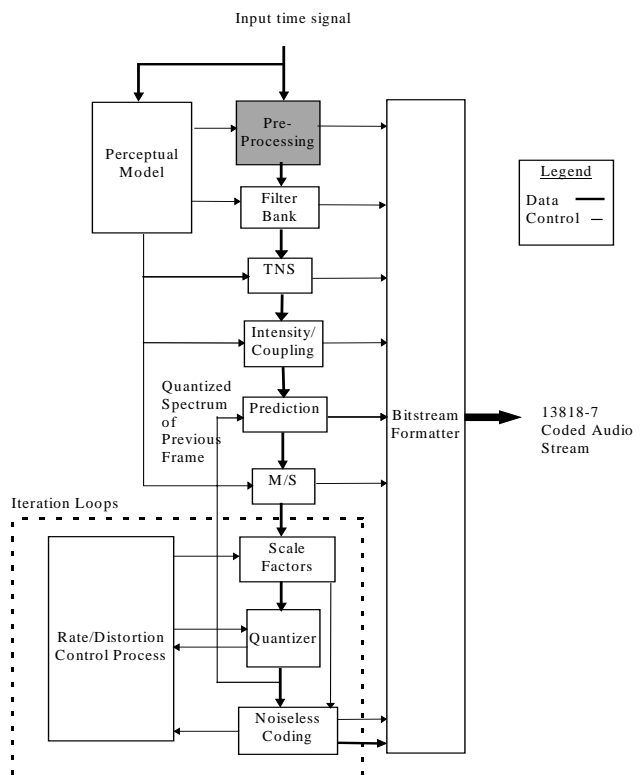 Input time signal
Perceptual
Model
Pre-
Processing
Legend
Data
Control
Filter
Bank
TNS
Intensity/
Coupling
Quantized
Spectrum
of
Previous
Frame
Prediction
Bitstream
Formatter
13818-7
Coded Audio
Stream
M/S
Iteration Loops
Scale
Factors
Rate/Distortion
Control Process
Quantizer
Noiseless
Coding